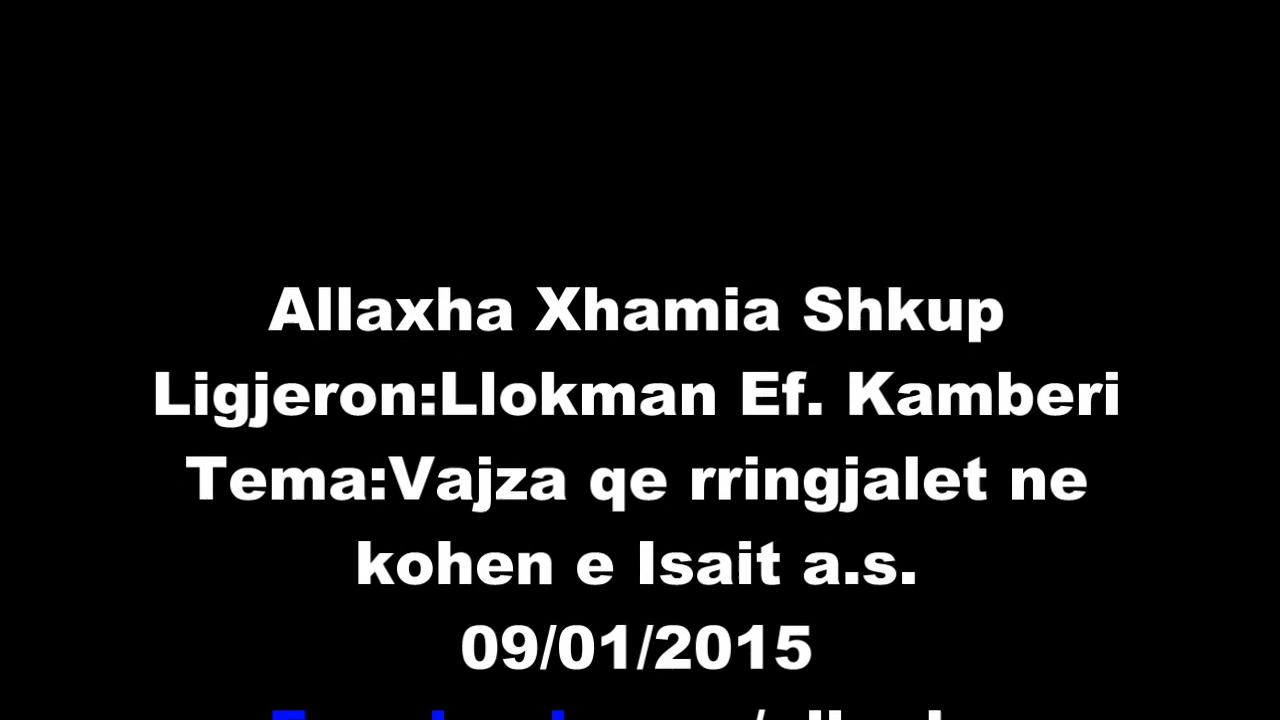 Allaxha Xhamia Shkup
Ligjeron:Llokman Ef. Kamberi
Tema:Vajza qe rringjalet ne
kohen e Isait a.s.
09/01/2015